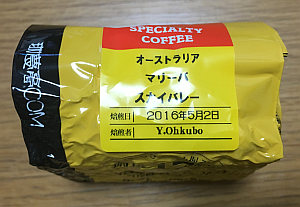 SPECIALTY
COFFEE
オーストラリア
マリーバ
スカイバレー
焙煎日 2016年5月2日
焙煎者 Y.Ohkubo
.COM